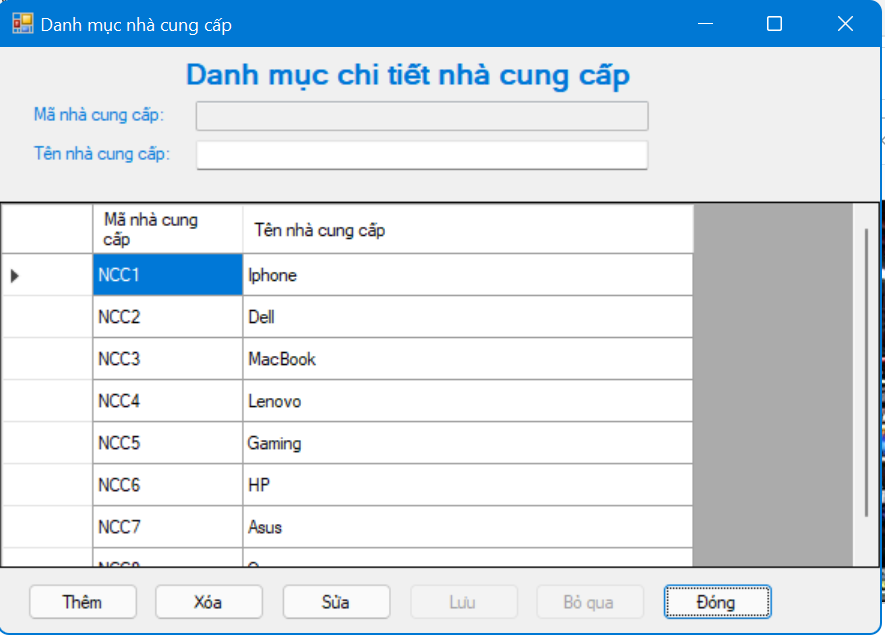 Danh mục nhà cung cấp
Danh mục chi tiết nhà cung cấp
Mã nhà cung cấp:
Tên nhà cung cấp:
Mã nhà cung
cấp
Tên nhà cung cấp
NCC1 Iphone
NCC2 Dell
NCC3 MacBook
NCC4 Lenovo
NCC5 Gaming
NCC6 HP
NCC7 Asus
Thêm Xóa Sửa Lưu Bỏ qua Đóng